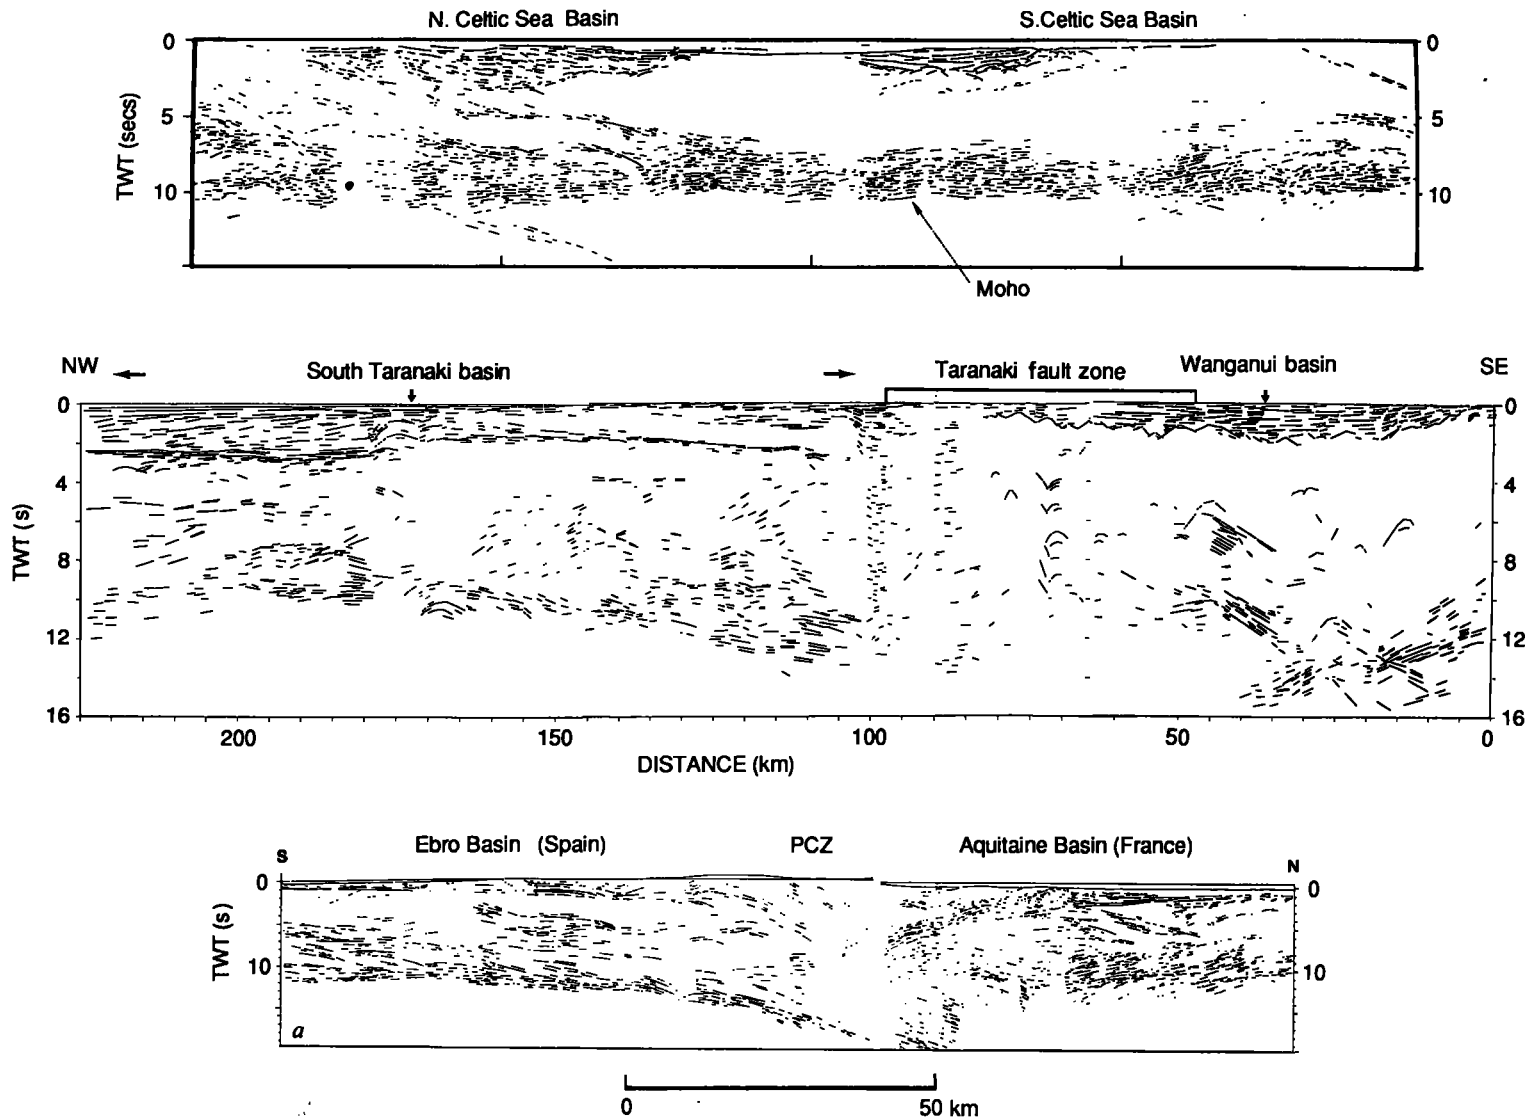 N. Celtic Sea Basin S.Celtic Sea Basin
0 0
TWT (secs)
5 5
10 10
Moho
NW South Taranaki basin Taranaki fault zone Wanganui basin SE
0 0
4 4
TWT (s)
8 8
12 12
16 16
200 150 100 50 0
DISTANCE (km)
Ebro Basin (Spain) PCZ Aquitaine Basin (France)
S N
0 0
TWT (s)
10 10
a
0 50 km